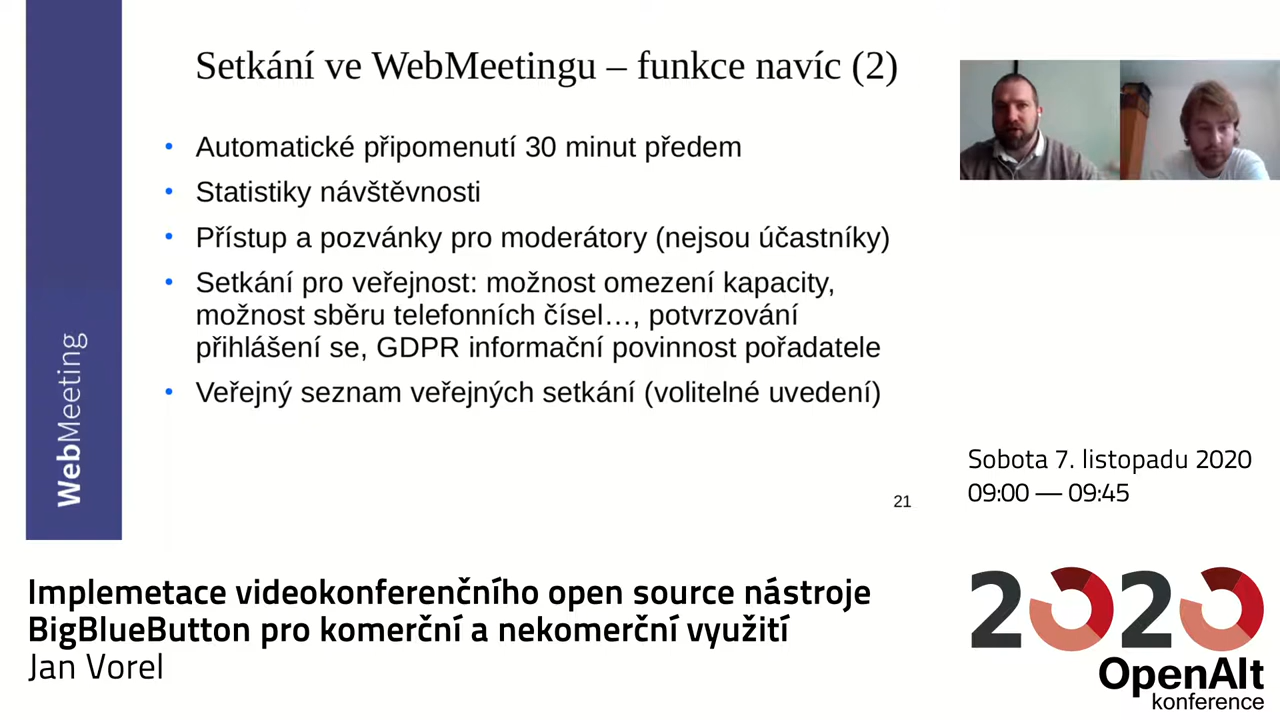 Setkání ve WebMeetingu – funkce navíc (2)
• Automatické připomenutí 30 minut předem
• Statistiky návštěvnosti
• Přístup a pozvánky pro moderátory (nejsou účastníky)
• Setkání pro veřejnost: možnost omezení kapacity,
možnost sběru telefonních čísel…, potvrzování
přihlášení se, GDPR informační povinnost pořadatele
• Veřejný seznam veřejných setkání (volitelné uvedení)
WebMeeting
21
Sobota 7. listopadu 2020
09:00 — 09:45
Implemetace videokonferenčního open source nástroje
BigBlueButton pro komerční a nekomerční využití
Jan Vorel
2020
OpenAlt
konference